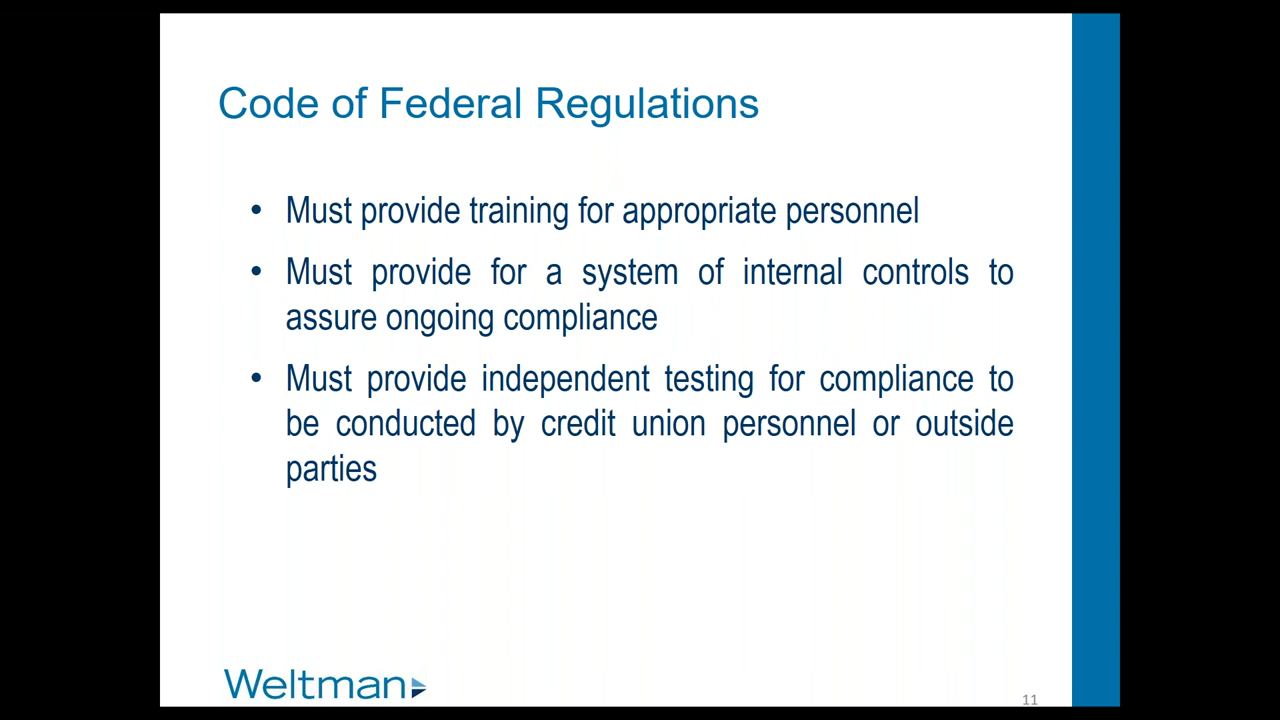 Code of Federal Regulations
• Must provide training for appropriate personnel
• Must provide for a system of internal controls to
assure ongoing compliance
• Must provide independent testing for compliance to
be conducted by credit union personnel or outside
parties
Weltman
11